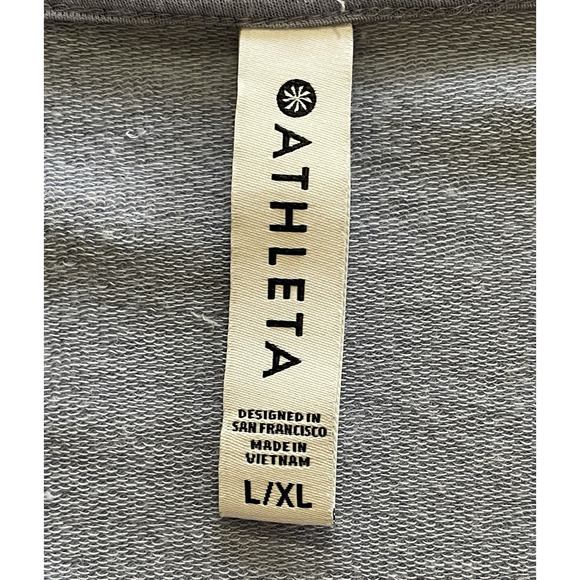 ATHLETA
DESIGNED IN
SAN FRANCISCO
MADE IN
VIETNAM
L/XL